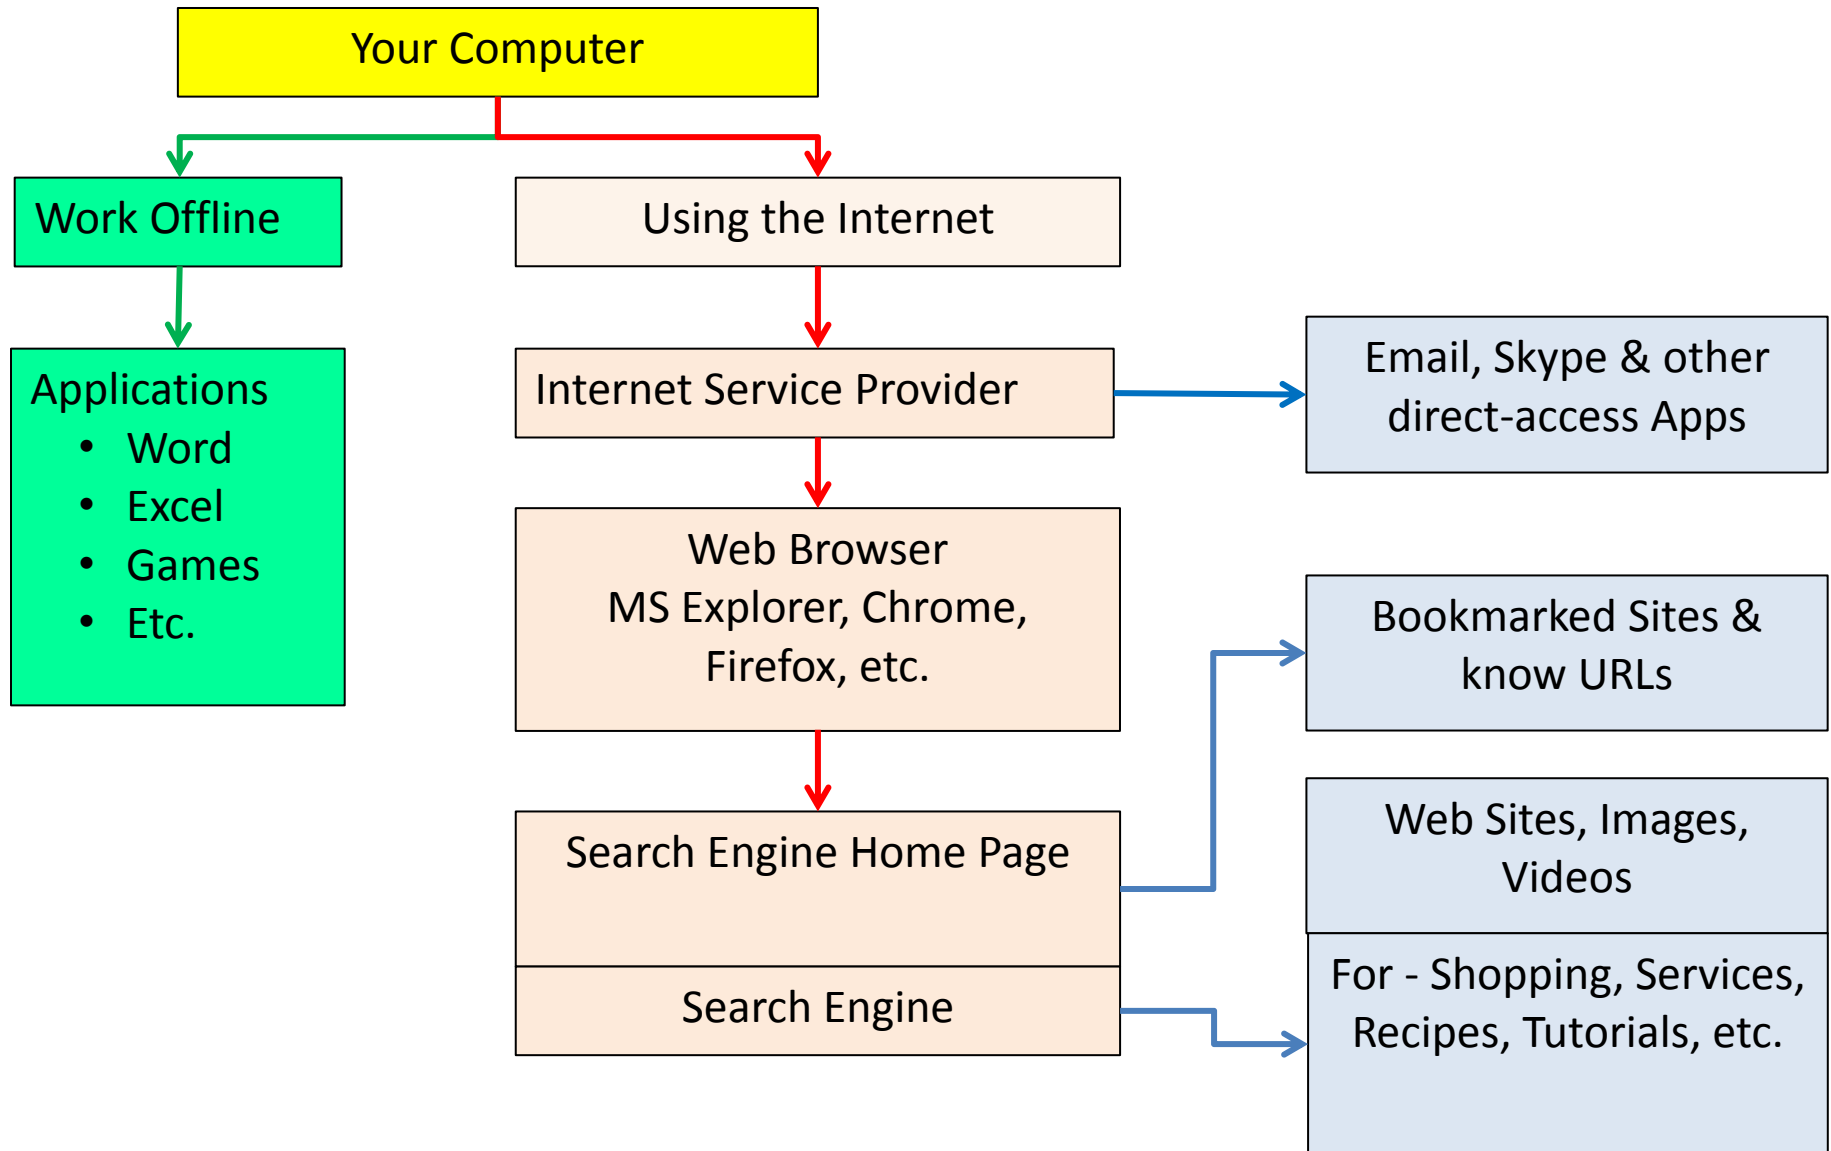 Your Computer
Work Offline
Using the Internet
Applications
• Word
• Excel
• Games
• Etc.
Internet Service Provider
Email, Skype & other
direct-access Apps
Web Browser
MS Explorer, Chrome,
Firefox, etc.
Bookmarked Sites &
know URLs
Search Engine Home Page
Web Sites, Images,
Videos
Search Engine
For - Shopping, Services,
Recipes, Tutorials, etc.